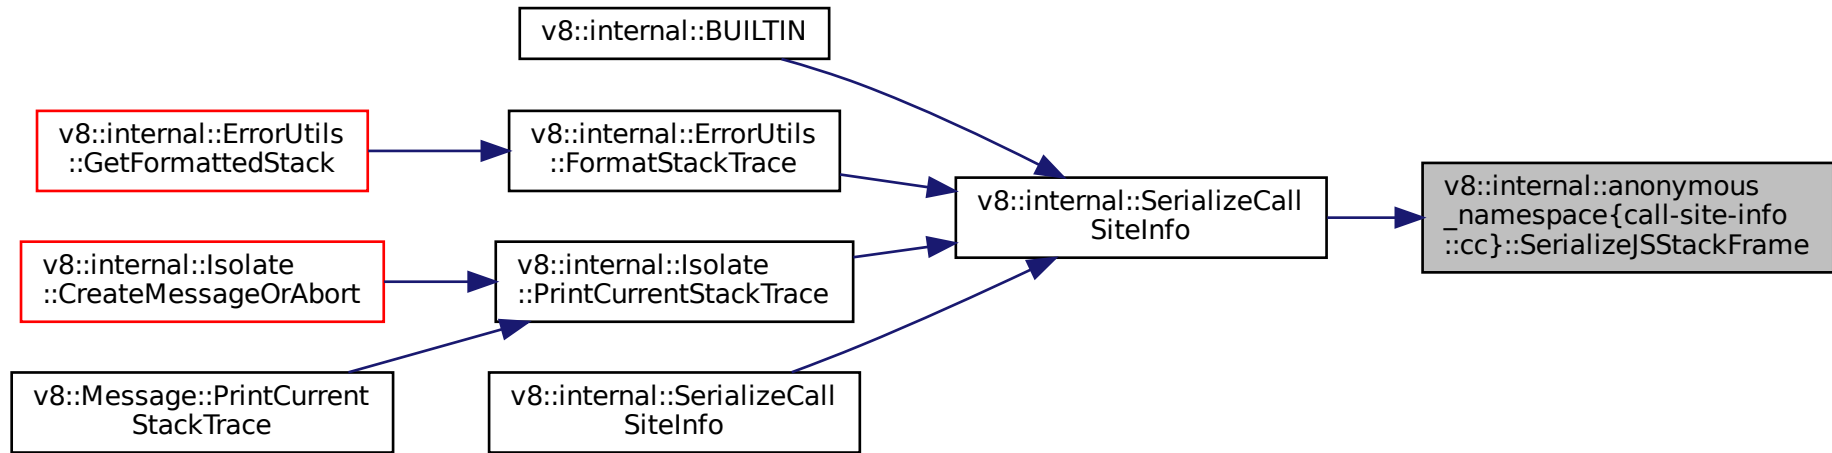 v8::internal::BUILTIN
v8::internal::ErrorUtils
::GetFormattedStack
v8::internal::ErrorUtils
::FormatStackTrace
v8::internal::Isolate
::CreateMessageOrAbort
v8::internal::Isolate
::PrintCurrentStackTrace
v8::Message::PrintCurrent
StackTrace
v8::internal::SerializeCall
SiteInfo
v8::internal::SerializeCall
SiteInfo
v8::internal::anonymous
_namespace{call-site-info
::cc}::SerializeJSStackFrame